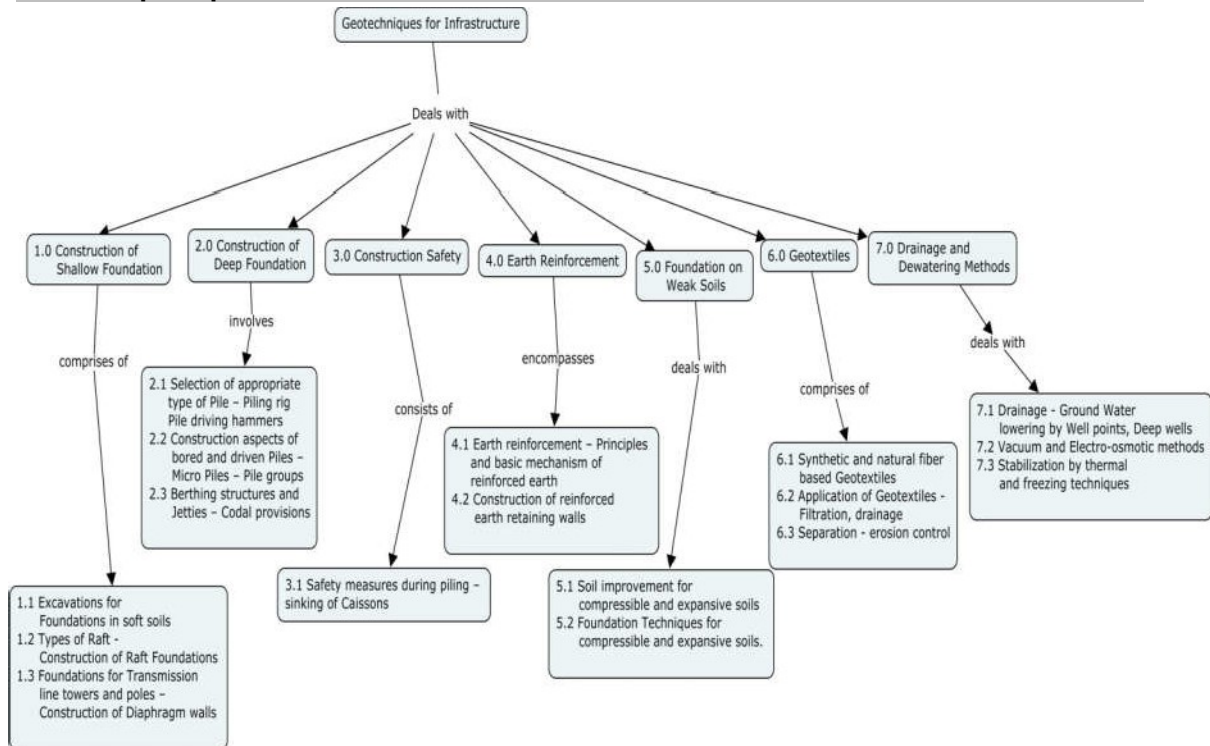 Geotechniques for Infrastructure
Deals with
1.0 Construction of
Shallow Foundation
2.0 Construction of
Deep Foundation
3.0 Construction Safety
4.0 Earth Reinforcement
5.0 Foundation on
Weak Soils
6.0 Geotextiles
7.0 Drainage and
Dewatering Methods
comprises of
involves
consists of
encompasses
deals with
comprises of
deals with
1.1 Excavations for
Foundations in soft soils
1.2 Types of Raft -
Construction of Raft Foundations
1.3 Foundations for Transmission
line towers and poles –
Construction of Diaphragm walls
2.1 Selection of appropriate
type of Pile – Piling rig
Pile driving hammers
2.2 Construction aspects of
bored and driven Piles –
Micro Piles – Pile groups
2.3 Berthing structures and
Jetties – Codal provisions
3.1 Safety measures during piling –
sinking of Caissons
4.1 Earth reinforcement – Principles
and basic mechanism of
reinforced earth
4.2 Construction of reinforced
earth retaining walls
5.1 Soil improvement for
compressible and expansive soils
5.2 Foundation Techniques for
compressible and expansive soils.
6.1 Synthetic and natural fiber
based Geotextiles
6.2 Application of Geotextiles -
Filtration, drainage
6.3 Separation - erosion control
7.1 Drainage - Ground Water
lowering by Well points, Deep wells
7.2 Vacuum and Electro-osmotic methods
7.3 Stabilization by thermal
and freezing techniques